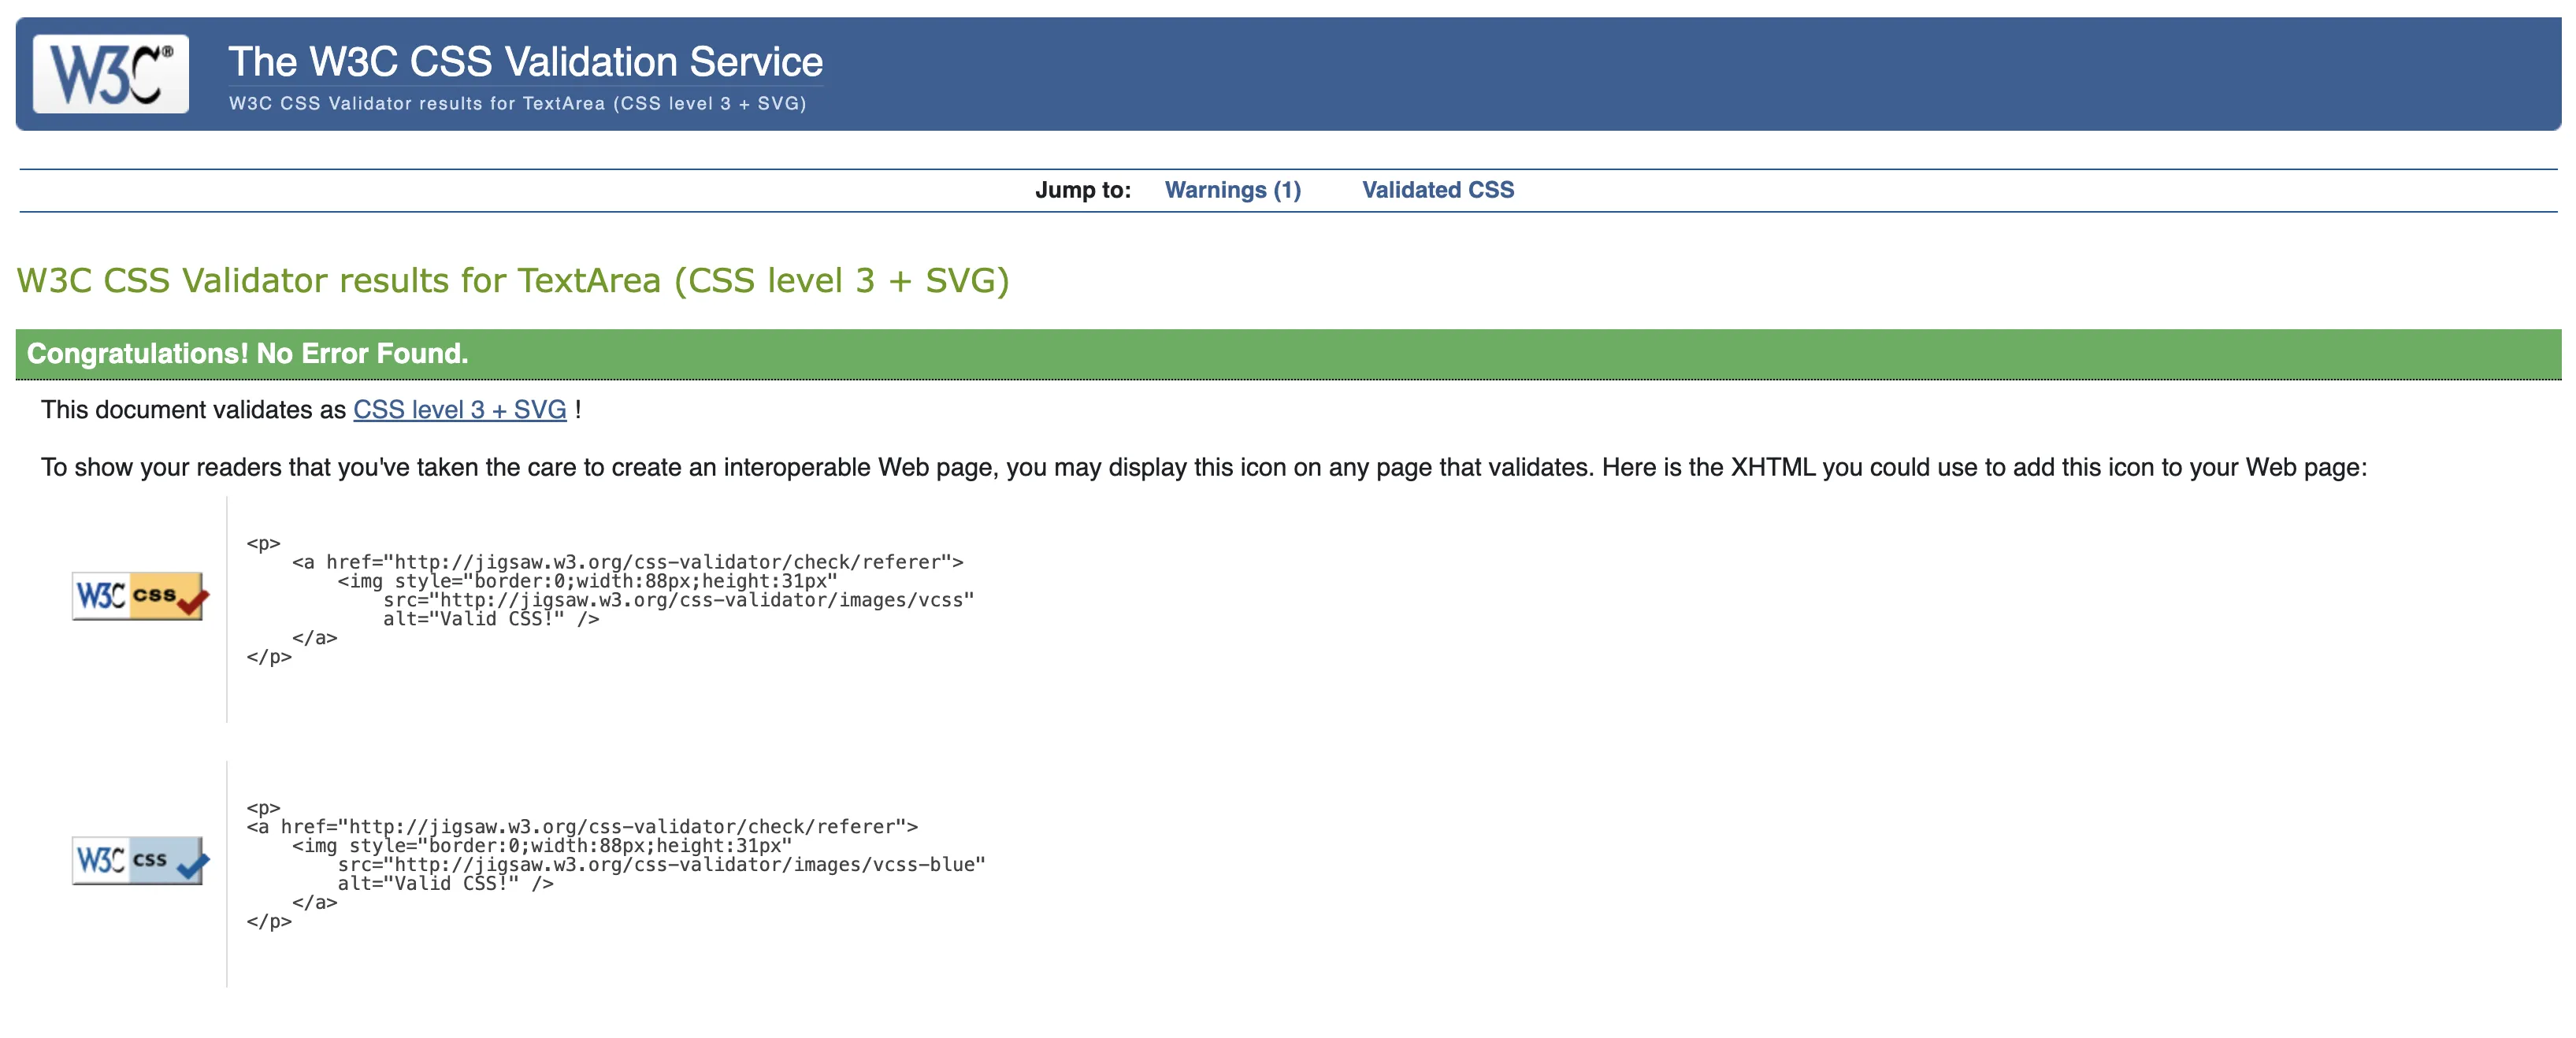 W3C®
The W3C CSS Validation Service
W3C CSS Validator results for TextArea (CSS level 3 + SVG)
Jump to: Warnings (1) Validated CSS
W3C CSS Validator results for TextArea (CSS level 3 + SVG)
Congratulations! No Error Found.
This document validates as CSS level 3 + SVG !
To show your readers that you've taken the care to create an interoperable Web page, you may display this icon on any page that validates. Here is the XHTML you could use to add this icon to your Web page:
W3C css
<p>
    <a href="http://jigsaw.w3.org/css-validator/check/referer">
        <img style="border:0;width:88px;height:31px"
            src="http://jigsaw.w3.org/css-validator/images/vcss"
            alt="Valid CSS!" />
    </a>
</p>
W3C css
<p>
<a href="http://jigsaw.w3.org/css-validator/check/referer">
    <img style="border:0;width:88px;height:31px"
        src="http://jigsaw.w3.org/css-validator/images/vcss-blue"
        alt="Valid CSS!" />
    </a>
</p>